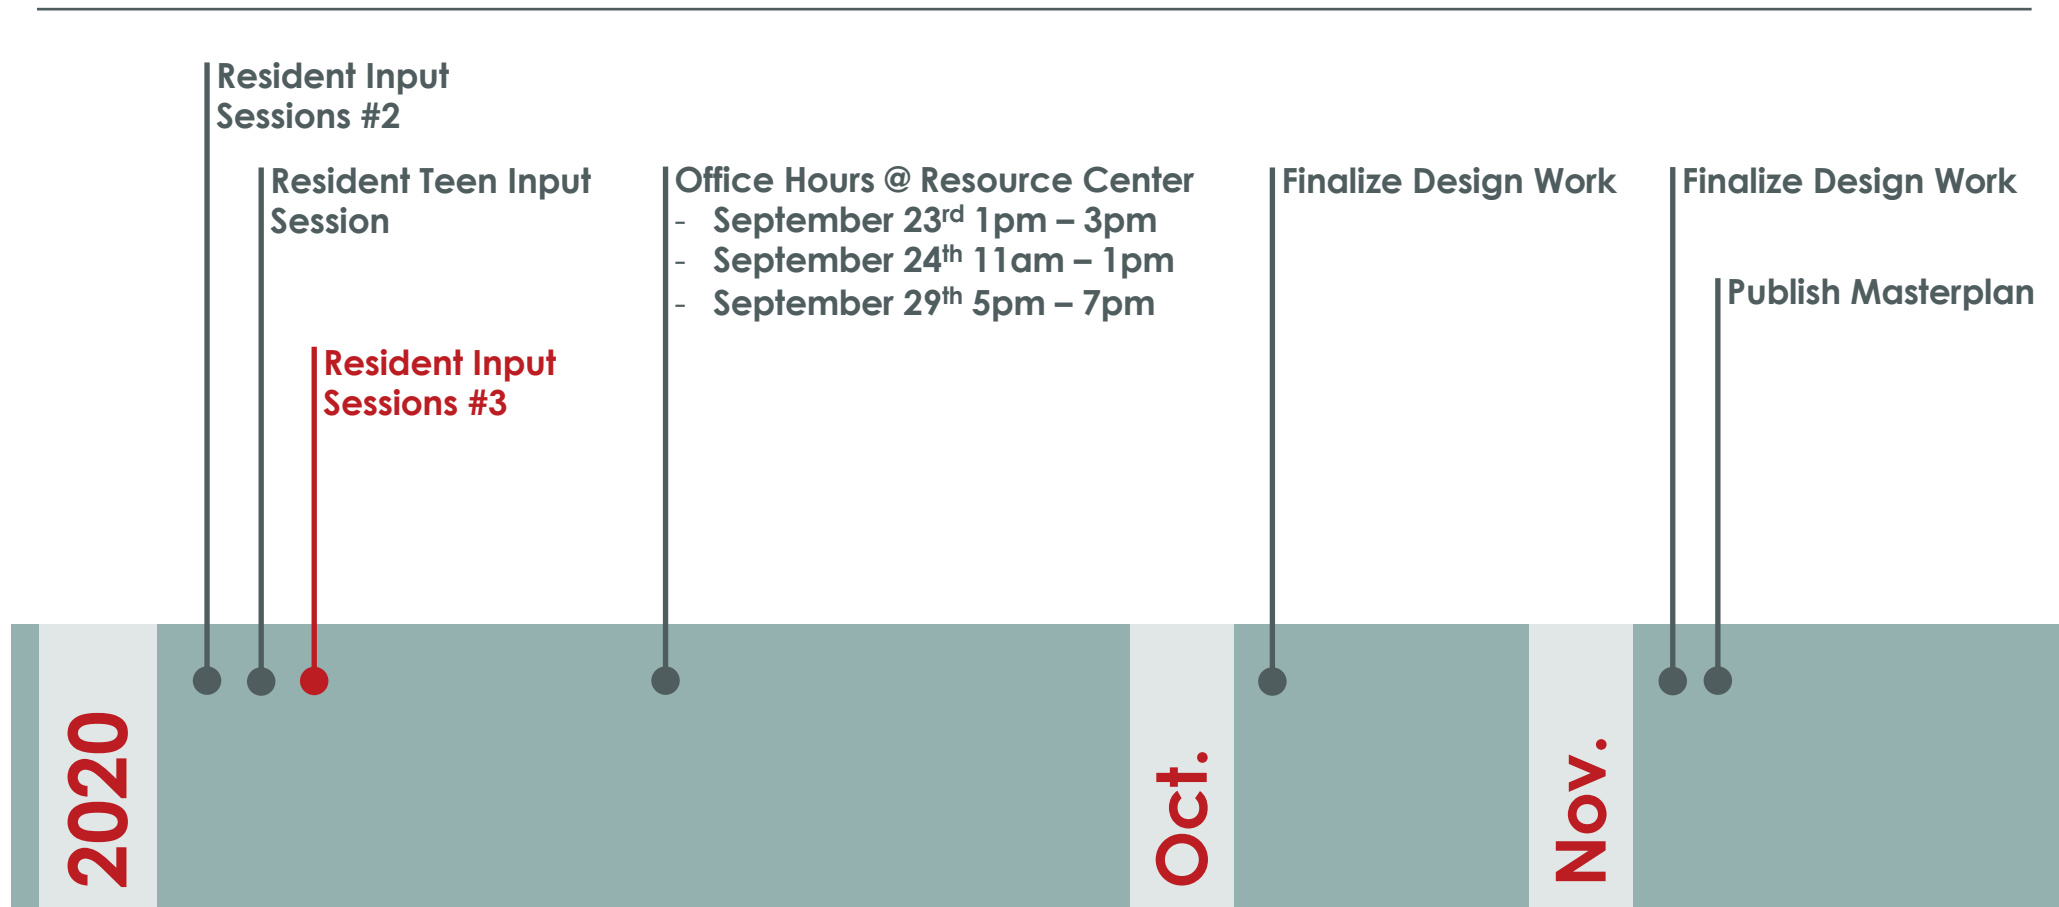 Resident Input
Sessions #2
Resident Teen Input
Session
Resident Input
Sessions #3
Office Hours @ Resource Center
- September 23rd 1pm – 3pm
- September 24th 11am – 1pm
- September 29th 5pm – 7pm
Finalize Design Work
Finalize Design Work
Publish Masterplan
2020
Oct.
Nov.